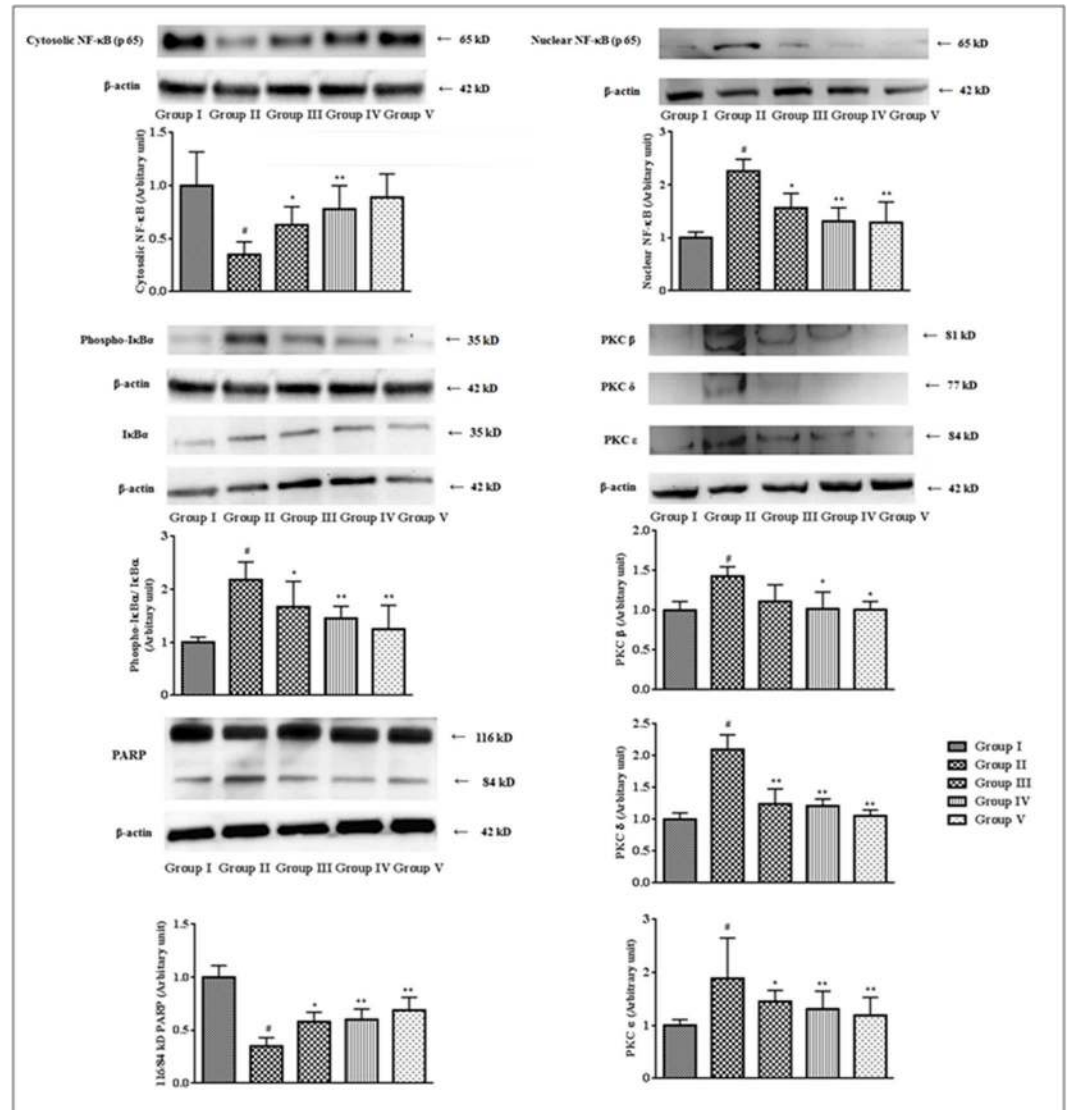 Cytosolic NF-κB (p 65)
← 65 kD
β-actin
← 42 kD
Group I Group II Group III Group IV Group V
Cytosolic NF-κB (Arbitary unit)
1.5
1.0
0.5
0.0
#
*
**
Nuclear NF-κB (p 65)
← 65 kD
β-actin
← 42 kD
Group I Group II Group III Group IV Group V
Nuclear NF-κB (Arbitary unit)
3
2
1
0
#
*
**
**
Phospho-IκBα
← 35 kD
β-actin
← 42 kD
IκBα
← 35 kD
β-actin
← 42 kD
Group I Group II Group III Group IV Group V
Phospho-IκBα/ IκBα
(Arbitary unit)
3
2
1
0
#
*
**
**
PKC β
← 81 kD
PKC δ
← 77 kD
PKC ε
← 84 kD
β-actin
← 42 kD
Group I Group II Group III Group IV Group V
PKC β (Arbitary unit)
2.0
1.5
1.0
0.5
0.0
#
*
*
PARP
← 116 kD
← 84 kD
β-actin
← 42 kD
Group I Group II Group III Group IV Group V
116/84 kD PARP (Arbitary unit)
1.5
1.0
0.5
0.0
#
*
**
**
PKC δ (Arbitary unit)
2.5
2.0
1.5
1.0
0.5
0.0
#
**
**
**
Group I
Group II
Group III
Group IV
Group V
PKC ε (Arbitrary unit)
3
2
1
0
#
*
**
**